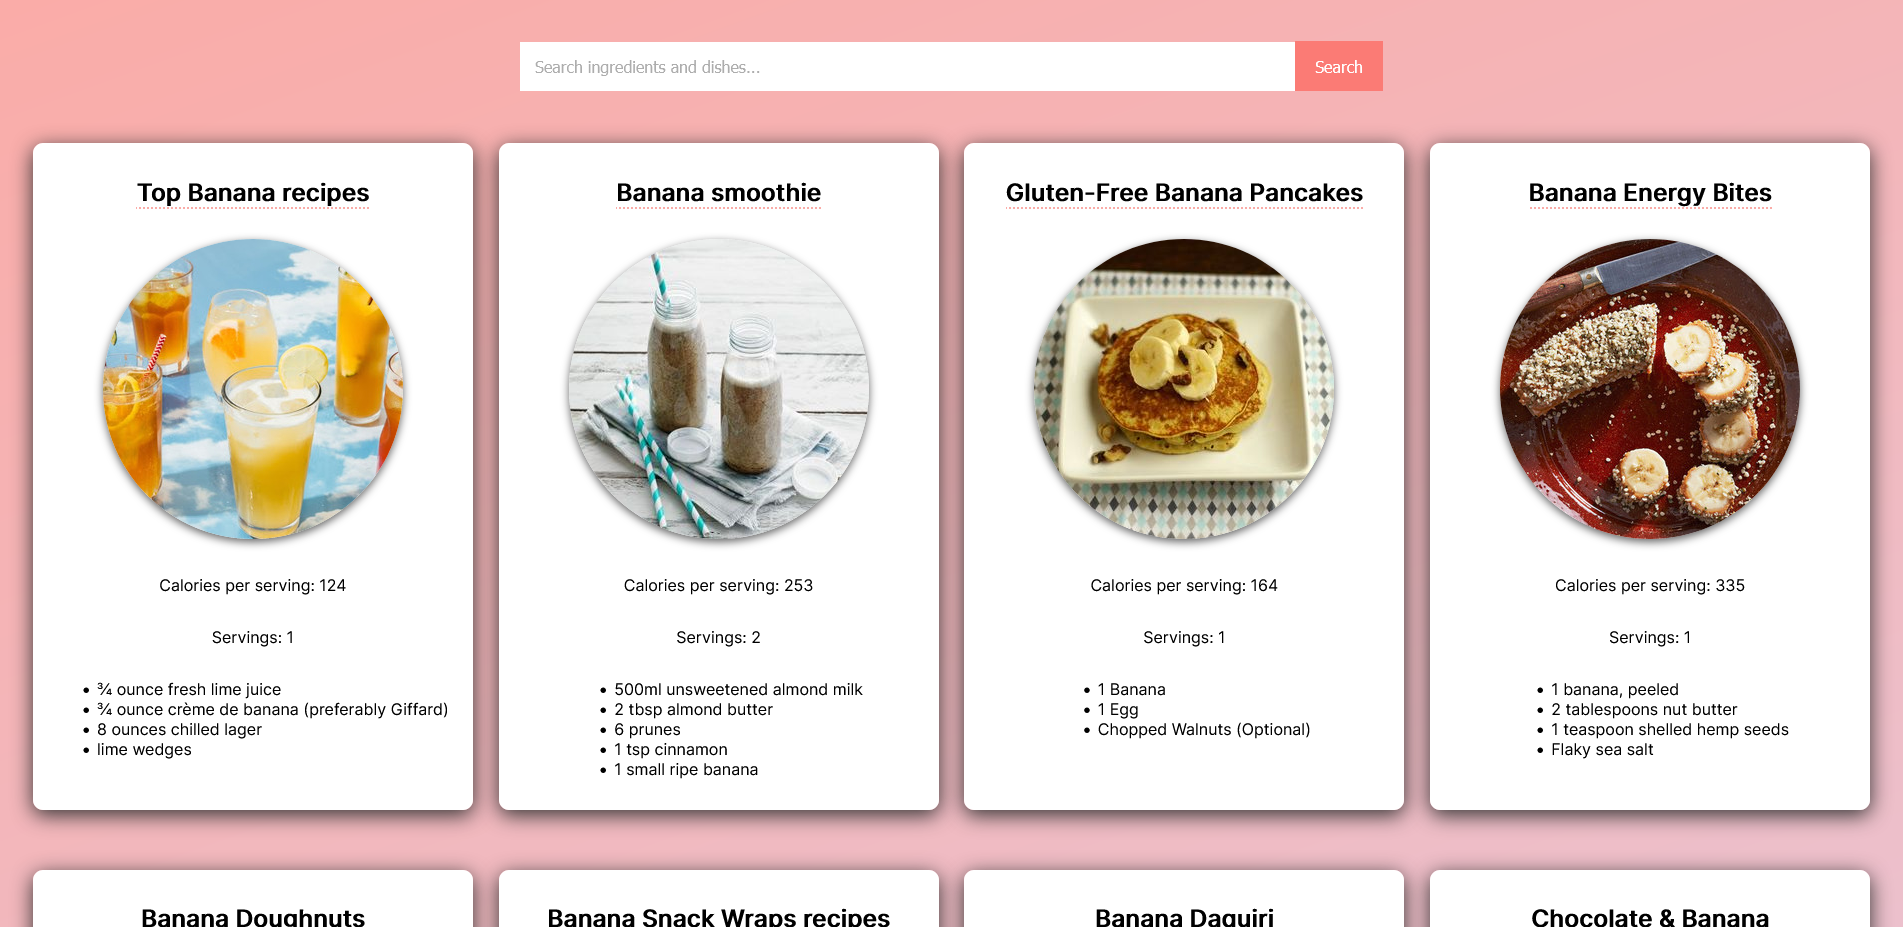 Search ingredients and dishes...
Search
Top Banana recipes
Calories per serving: 124
Servings: 1
¾ ounce fresh lime juice
¾ ounce crème de banana (preferably Giffard)
8 ounces chilled lager
lime wedges
Banana smoothie
Calories per serving: 253
Servings: 2
500ml unsweetened almond milk
2 tbsp almond butter
6 prunes
1 tsp cinnamon
1 small ripe banana
Gluten-Free Banana Pancakes
Calories per serving: 164
Servings: 1
1 Banana
1 Egg
Chopped Walnuts (Optional)
Banana Energy Bites
Calories per serving: 335
Servings: 1
1 banana, peeled
2 tablespoons nut butter
1 teaspoon shelled hemp seeds
Flaky sea salt
Banana Doughnuts
Banana Snack Wraps recipes
Banana Daquiri
Chocolate & Banana